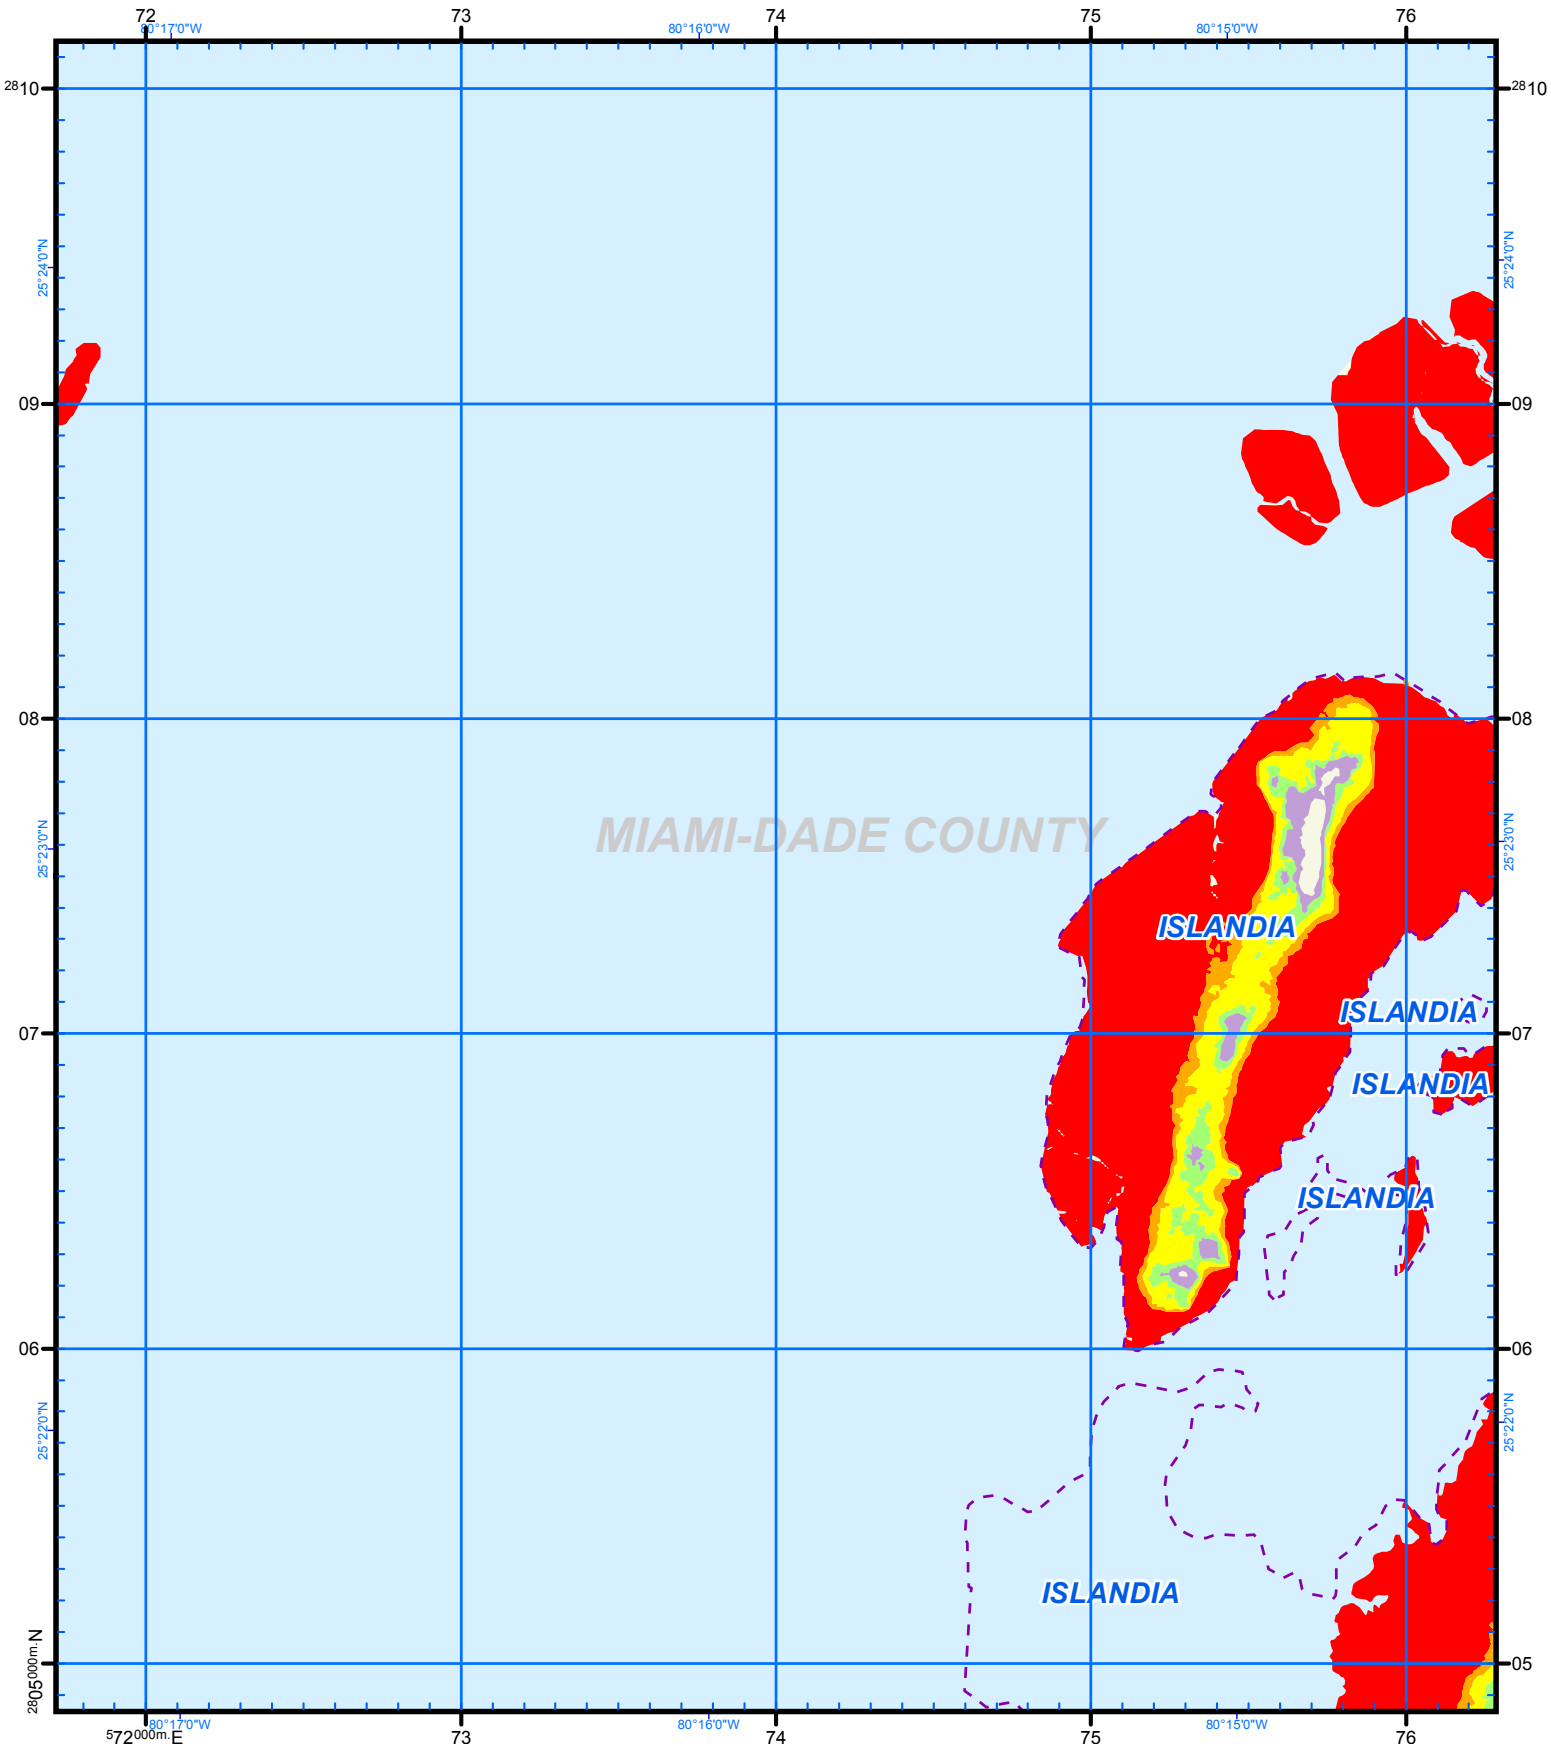 72 73 74 75 76
80°17'0"W 80°16'0"W 80°15'0"W
2810 2810
25°24'0"N 25°24'0"N
09 09
08 08
MIAMI-DADE COUNTY
25°23'0"N 25°23'0"N
ISLANDIA
ISLANDIA
07 07
ISLANDIA
ISLANDIA
06 06
25°22'0"N 25°22'0"N
ISLANDIA
2805000m.N 05
80°17'0"W 80°16'0"W 80°15'0"W
572000m.E 73 74 75 76